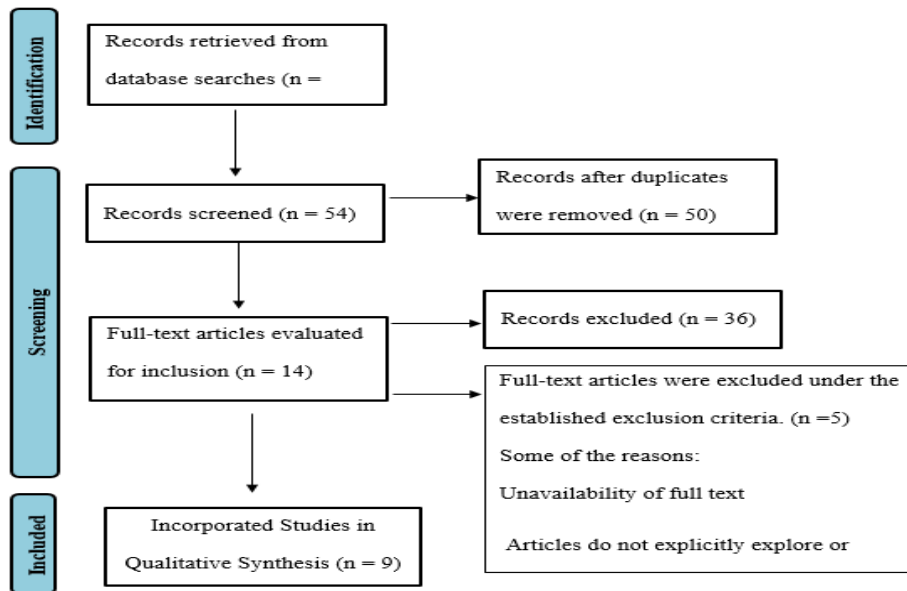 Identification
Records retrieved from
database searches (n =
Screening
Records screened (n = 54)
Records after duplicates
were removed (n = 50)
Full-text articles evaluated
for inclusion (n = 14)
Records excluded (n = 36)
Full-text articles were excluded under the
established exclusion criteria. (n =5)
Some of the reasons:
Unavailability of full text
Articles do not explicitly explore or
Included
Incorporated Studies in
Qualitative Synthesis (n = 9)